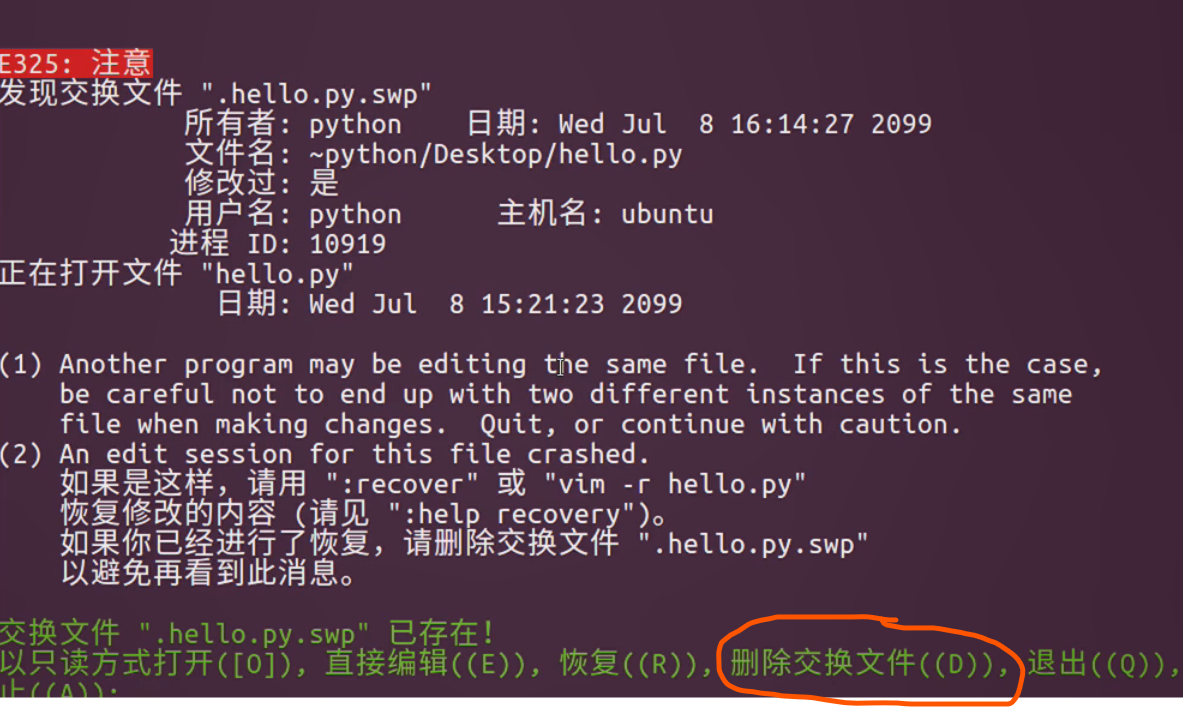 E325: 注意
发现交换文件 ".hello.py.swp"
所有者: python    日期: Wed Jul  8 16:14:27 2099
文件名: ~python/Desktop/hello.py
修改过: 是
用户名: python      主机名: ubuntu
进程 ID: 10919
正在打开文件 "hello.py"
日期: Wed Jul  8 15:21:23 2099
(1) Another program may be editing the same file.  If this is the case,
be careful not to end up with two different instances of the same
file when making changes.  Quit, or continue with caution.
(2) An edit session for this file crashed.
如果是这样，请用 ":recover" 或 "vim -r hello.py"
恢复修改的内容 (请见 ":help recovery")。
如果你已经进行了恢复，请删除交换文件 ".hello.py.swp"
以避免再看到此消息。
交换文件 ".hello.py.swp" 已存在！
以只读方式打开([O]), 直接编辑((E)), 恢复((R)), 删除交换文件((D)), 退出((Q)),
止((A)):